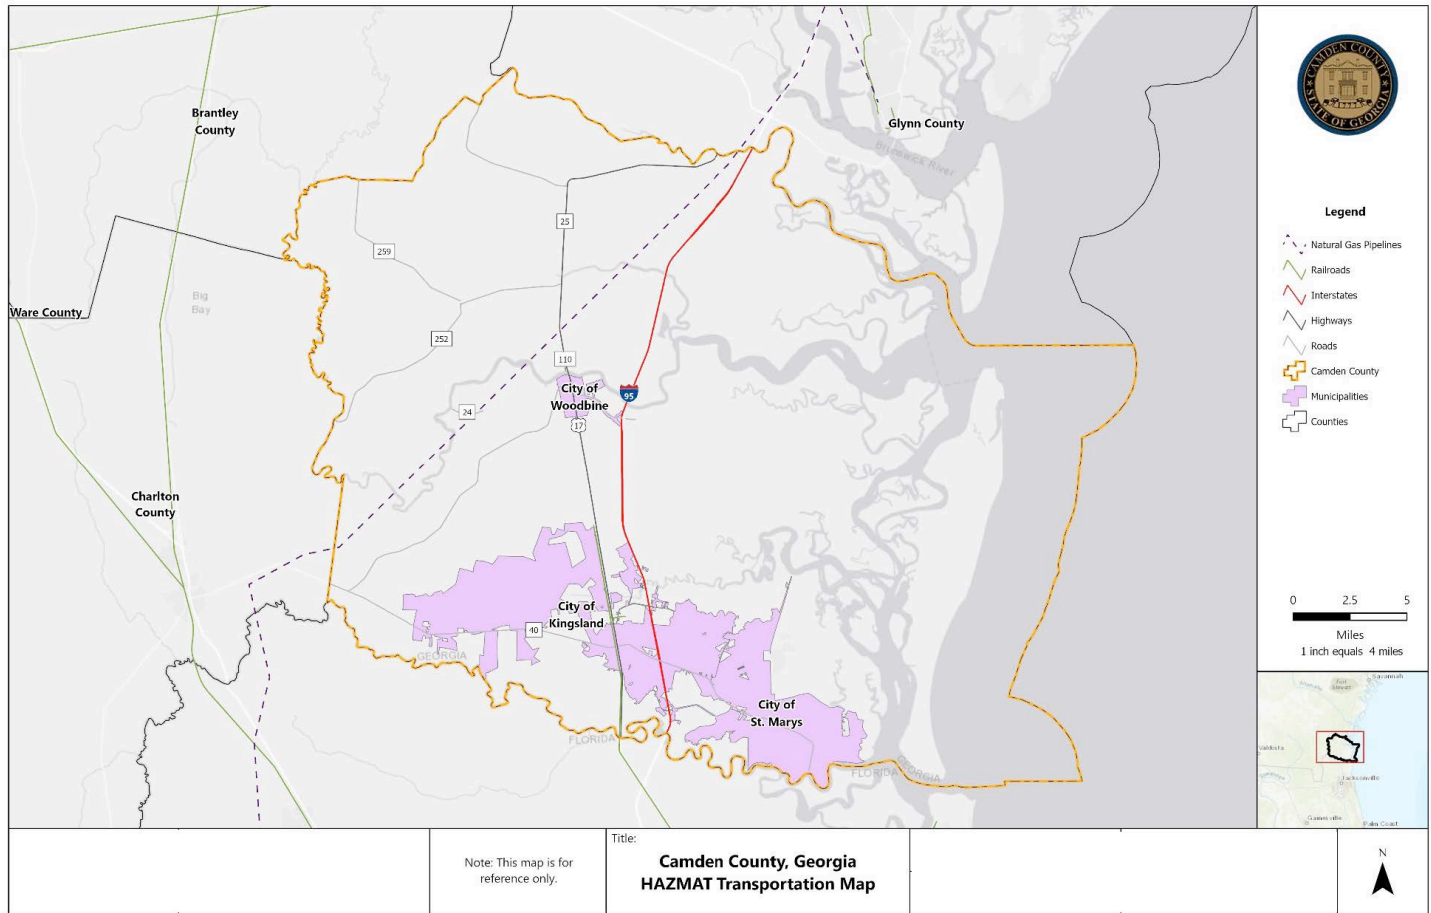 Brantley
County
Glynn County
Brunswick River
25
259
Ware County
Big
Bay
252
110
City of
Woodbine
95
24
17
Charlton
County
City of
Kingsland
40
GEORGIA
City of
St. Marys
FLORIDA
GEORGIA
FLORIDA
CAMDEN COUNTY
STATE OF GEORGIA
Legend
Natural Gas Pipelines
Railroads
Interstates
Highways
Roads
Camden County
Municipalities
Counties
0 2.5 5
Miles
1 inch equals 4 miles
Savannah
Fort
Stewart
Valdosta
Jacksonville
Gainesville
Palm Coast
Note: This map is for
reference only.
Title:
Camden County, Georgia
HAZMAT Transportation Map
N